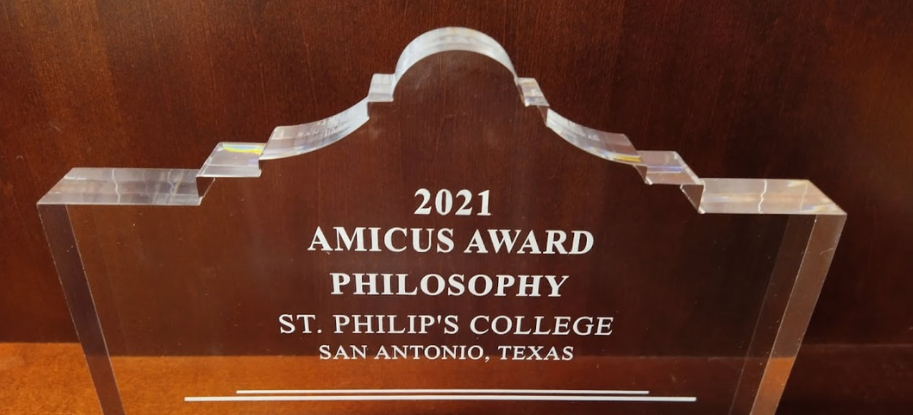 2021
AMICUS AWARD
PHILOSOPHY
ST. PHILIP'S COLLEGE
SAN ANTONIO, TEXAS